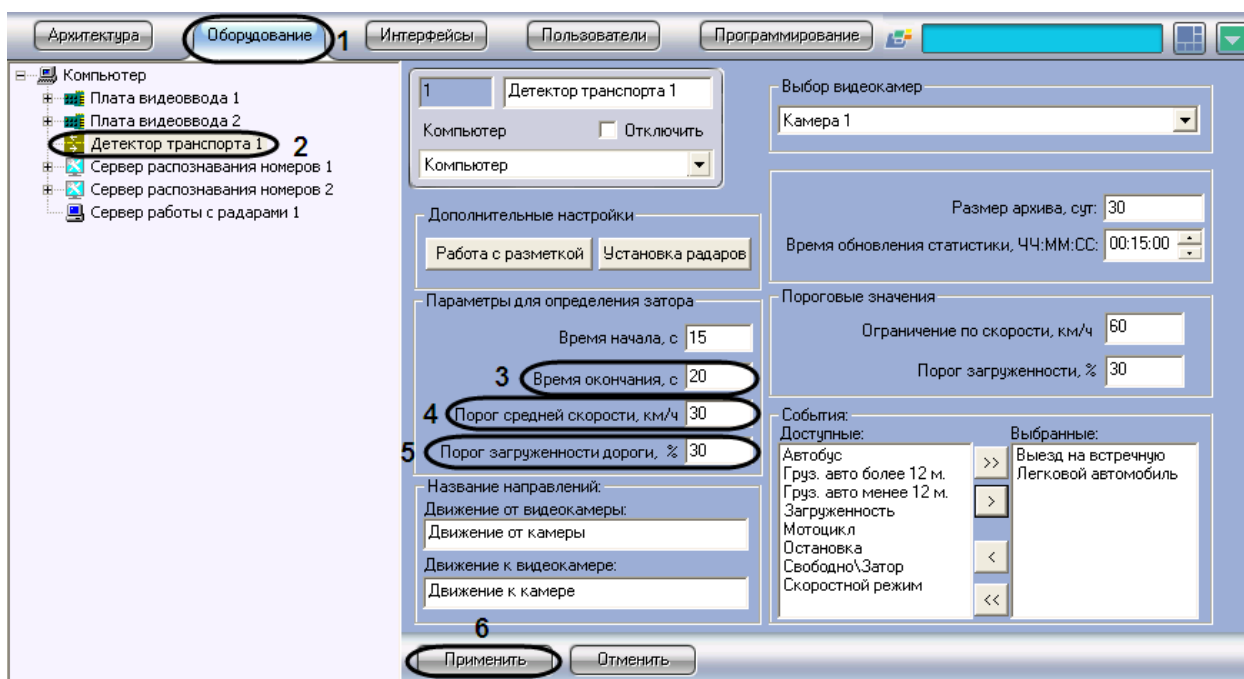 Архитектура Оборудование 1 Интерфейсы Пользователи Программирование
Компьютер
Плата видеоввода 1
Плата видеоввода 2
Детектор транспорта 1 2
Сервер распознавания номеров 1
Сервер распознавания номеров 2
Сервер работы с радарами 1
1 Детектор транспорта 1
Компьютер Отключить
Компьютер
Дополнительные настройки
Работа с разметкой Установка радаров
Параметры для определения затора
Время начала, с 15
3 Время окончания, с 20
4 Порог средней скорости, км/ч 30
5 Порог загруженности дороги, % 30
Название направлений:
Движение от видеокамеры:
Движение от камеры
Движение к видеокамере:
Движение к камере
Выбор видеокамер
Камера 1
Размер архива, сут: 30
Время обновления статистики, ЧЧ:ММ:СС: 00:15:00
Пороговые значения
Ограничение по скорости, км/ч 60
Порог загруженности, % 30
События:
Доступные:
Автобус
Груз. авто более 12 м.
Груз. авто менее 12 м.
Загруженность
Мотоцикл
Остановка
Свободно\Затор
Скоростной режим
>>
>
<
<<
Выбранные:
Выезд на встречную
Легковой автомобиль
6
Применить Отменить